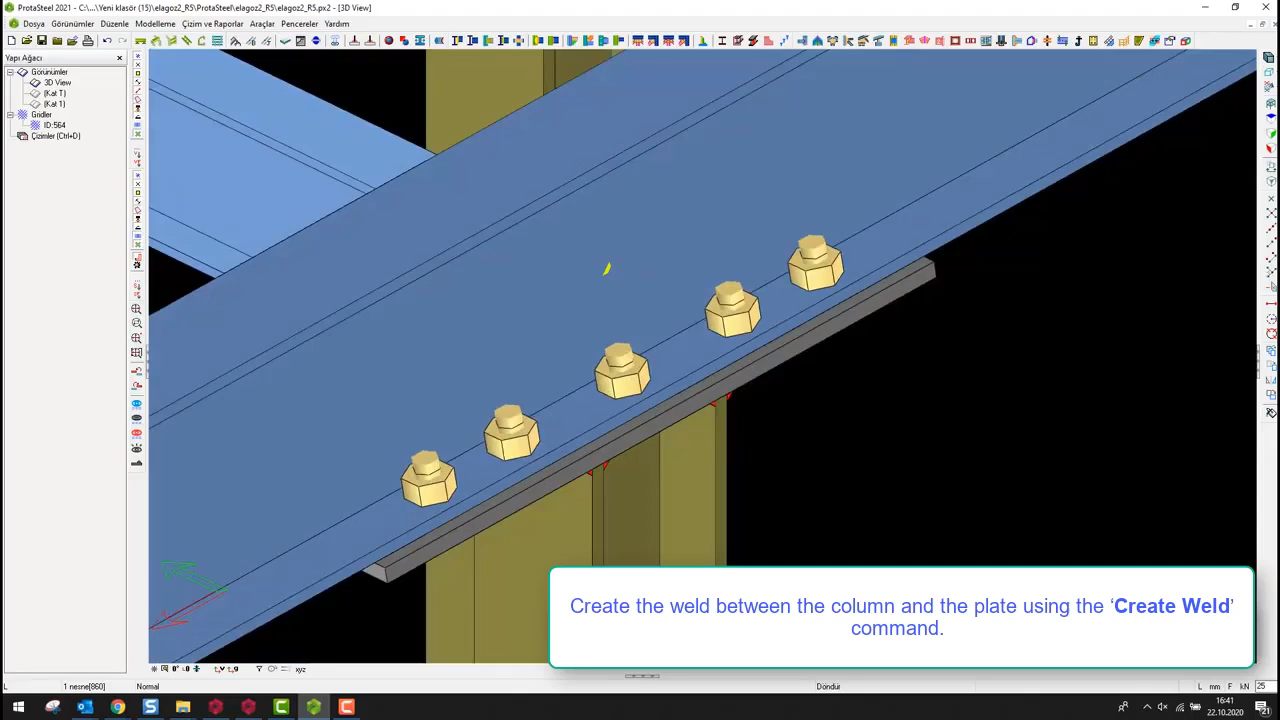 ProtaSteel 2021 - C:\...\Yeni klasör (15)\elagoz2_R5\ProtaSteel\elagoz2_R5\elagoz2_R5.px2 - [3D View]
Dosya Görünümler Düzenle Modelleme Çizim ve Raporlar Araçlar Pencereler Yardım
Yapı Ağacı
Görünümler
3D View
(Kat T)
(Kat 1)
Gridler
ID:564
Çizimler (Ctrl+D)
Create the weld between the column and the plate using the ‘Create Weld’
command.
xyz
L 1 nesne[860] Normal Döndür L mm F kN 25
16:41
22.10.2020
21